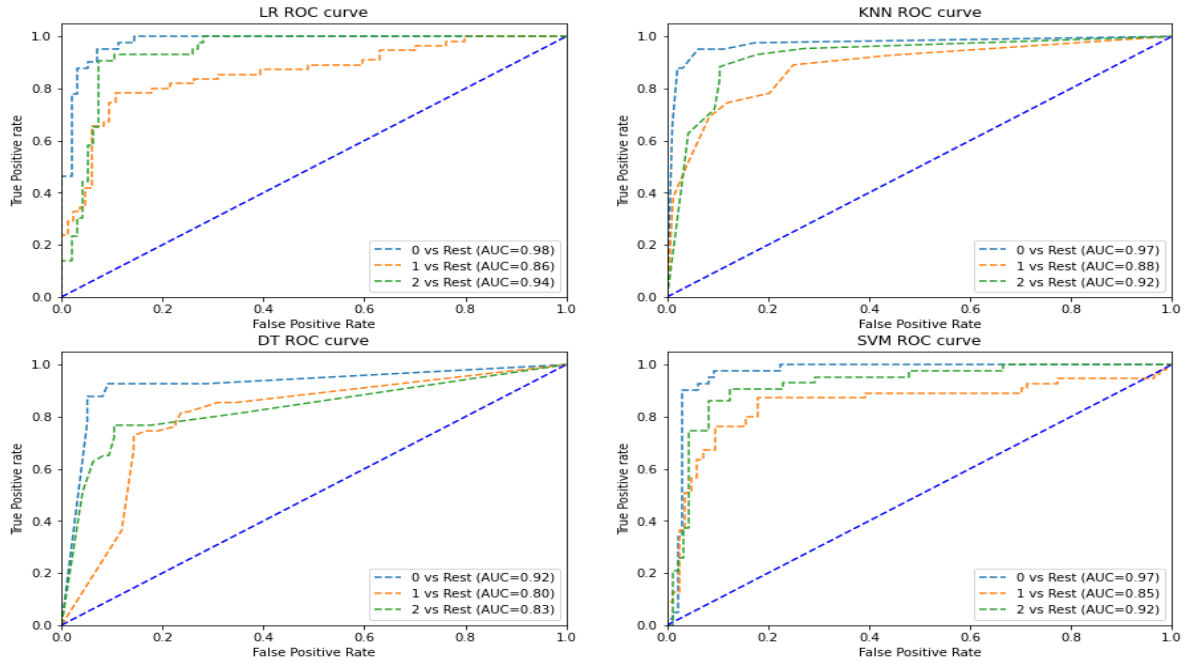 LR ROC curve
True Positive rate
1.0
0.8
0.6
0.4
0.2
0.0
0 vs Rest (AUC=0.98)
1 vs Rest (AUC=0.86)
2 vs Rest (AUC=0.94)
0.0 0.2 0.4 0.6 0.8 1.0
False Positive Rate
KNN ROC curve
True Positive rate
1.0
0.8
0.6
0.4
0.2
0.0
0 vs Rest (AUC=0.97)
1 vs Rest (AUC=0.88)
2 vs Rest (AUC=0.92)
0.0 0.2 0.4 0.6 0.8 1.0
False Positive Rate
DT ROC curve
True Positive rate
1.0
0.8
0.6
0.4
0.2
0.0
0 vs Rest (AUC=0.92)
1 vs Rest (AUC=0.80)
2 vs Rest (AUC=0.83)
0.0 0.2 0.4 0.6 0.8 1.0
False Positive Rate
SVM ROC curve
True Positive rate
1.0
0.8
0.6
0.4
0.2
0.0
0 vs Rest (AUC=0.97)
1 vs Rest (AUC=0.85)
2 vs Rest (AUC=0.92)
0.0 0.2 0.4 0.6 0.8 1.0
False Positive Rate